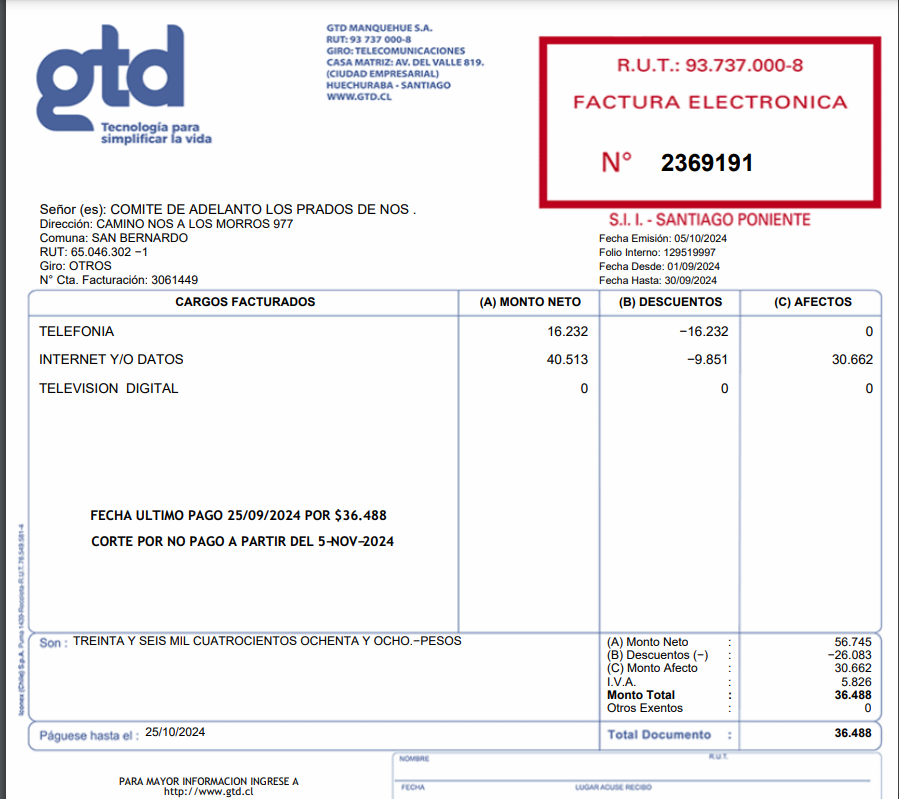 gtd
Tecnología para
simplificar la vida
GTD MANQUEHUE S.A.
RUT: 93 737 000-8
GIRO: TELECOMUNICACIONES
CASA MATRIZ: AV. DEL VALLE 819.
(CIUDAD EMPRESARIAL)
HUECHURABA - SANTIAGO
WWW.GTD.CL
R.U.T.: 93.737.000-8
FACTURA ELECTRONICA
N° 2369191
S.I.I. - SANTIAGO PONIENTE
Señor (es): COMITE DE ADELANTO LOS PRADOS DE NOS .
Dirección: CAMINO NOS A LOS MORROS 977
Comuna: SAN BERNARDO
RUT: 65.046.302 −1
Giro: OTROS
N° Cta. Facturación: 3061449
Fecha Emisión: 05/10/2024
Folio Interno: 129519997
Fecha Desde: 01/09/2024
Fecha Hasta: 30/09/2024
CARGOS FACTURADOS (A) MONTO NETO (B) DESCUENTOS (C) AFECTOS
TELEFONIA 16.232 −16.232 0
INTERNET Y/O DATOS 40.513 −9.851 30.662
TELEVISION DIGITAL 0 0 0
FECHA ULTIMO PAGO 25/09/2024 POR $36.488
CORTE POR NO PAGO A PARTIR DEL 5-NOV-2024
Iconex (Chile) S.p.A. Puma 1439-Recoleta-R.U.T.
Son : TREINTA Y SEIS MIL CUATROCIENTOS OCHENTA Y OCHO.−PESOS
(A) Monto Neto : 56.745
(B) Descuentos (−) : −26.083
(C) Monto Afecto : 30.662
I.V.A. : 5.826
Monto Total : 36.488
Otros Exentos : 0
Páguese hasta el : 25/10/2024
Total Documento : 36.488
PARA MAYOR INFORMACION INGRESE A
http://www.gtd.cl
NOMBRE R.U.T.
FECHA LUGAR ACUSE RECIBO